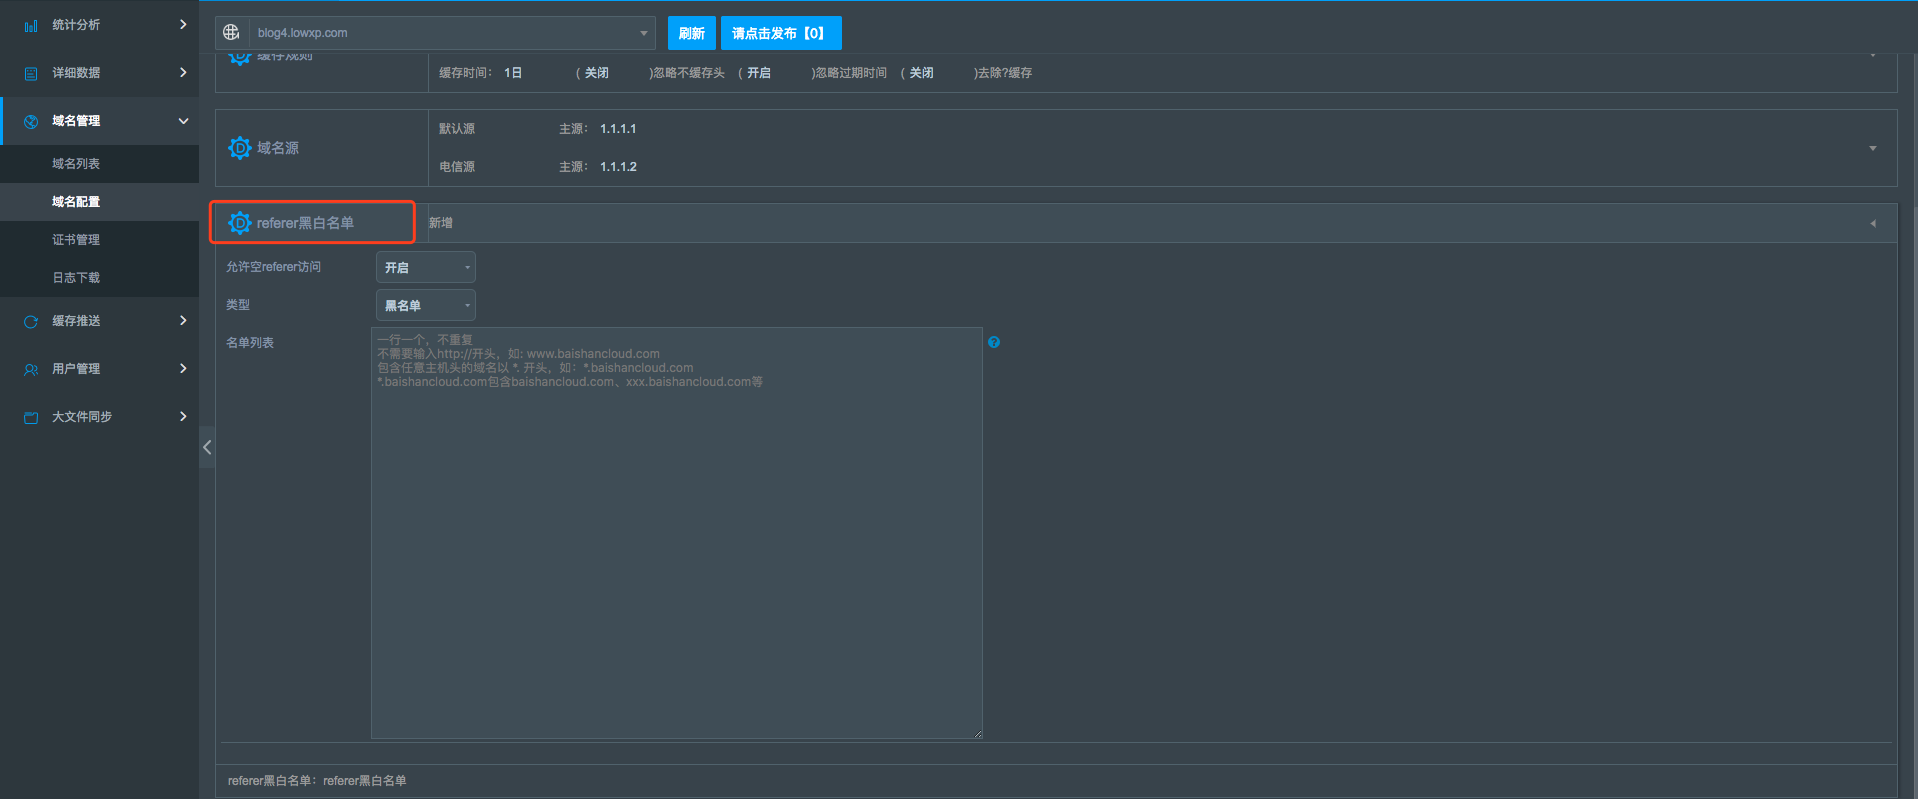 统计分析
详细数据
域名管理
域名列表
域名配置
证书管理
日志下载
缓存推送
用户管理
大文件同步
blog4.lowxp.com
刷新
请点击发布【0】
缓存规则
缓存时间： 1日 ( 关闭 )忽略不缓存头 ( 开启 )忽略过期时间 ( 关闭 )去除?缓存
域名源
默认源 主源： 1.1.1.1
电信源 主源： 1.1.1.2
referer黑白名单 新增
允许空referer访问 开启
类型 黑名单
名单列表
一行一个，不重复
不需要输入http://开头，如: www.baishancloud.com
包含任意主机头的域名以 *. 开头，如： *.baishancloud.com
*.baishancloud.com包含baishancloud.com、xxx.baishancloud.com等
referer黑白名单：referer黑白名单